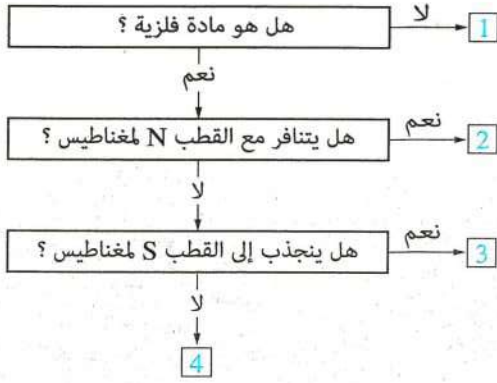 هل هو مادة فلزية ؟
لا
1
نعم
هل يتنافر مع القطب N لمغناطيس ؟
نعم
2
لا
هل ينجذب إلى القطب S لمغناطيس ؟
نعم
3
لا
4